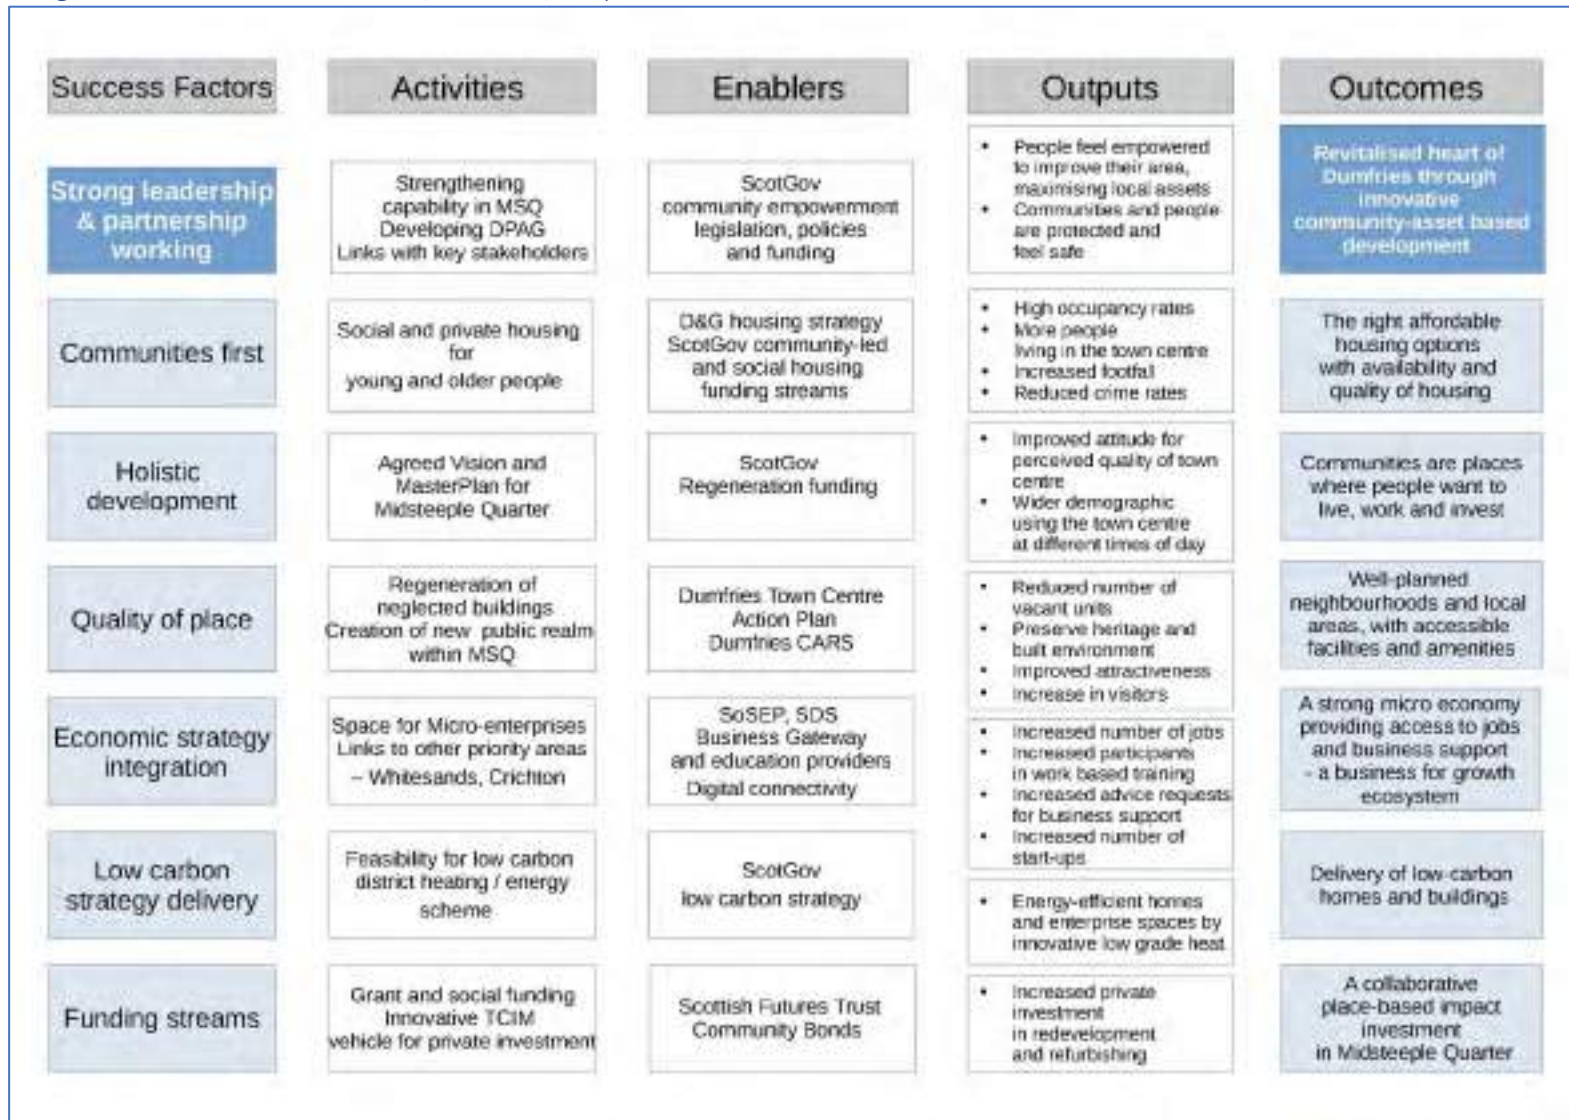 Success Factors
Activities
Enablers
Outputs
Outcomes
Strong leadership
& partnership
working
Strengthening
capability in MSQ
Developing DPAG
Links with key stakeholders
ScotGov
community empowerment
legislation, policies
and funding
• People feel empowered
to improve their area,
maximising local assets
• Communities and people
are protected and
feel safe
Revitalised heart of
Dumfries through
innovative
community-asset based
development
Communities first
Social and private housing
for
young and older people
D&G housing strategy
ScotGov community-led
and social housing
funding streams
• High occupancy rates
• More people
living in the town centre
• Increased footfall
• Reduced crime rates
The right affordable
housing options
with availability and
quality of housing
Holistic
development
Agreed Vision and
MasterPlan for
Midsteeple Quarter
ScotGov
Regeneration funding
• Improved attitude for
perceived quality of town
centre
• Wider demographic
using the town centre
at different times of day
Communities are places
where people want to
live, work and invest
Quality of place
Regeneration of
neglected buildings
Creation of new public realm
within MSQ
Dumfries Town Centre
Action Plan
Dumfries CARS
• Reduced number of
vacant units
• Preserve heritage and
built environment
• Improved attractiveness
• Increase in visitors
Well-planned
neighbourhoods and local
areas, with accessible
facilities and amenities
Economic strategy
integration
Space for Micro-enterprises
Links to other priority areas
– Whitesands, Crichton
SoSEP, SDS
Business Gateway
and education providers
Digital connectivity
• Increased number of jobs
• Increased participants
in work based training
• Increased advice requests
for business support
• Increased number of
start-ups
A strong micro economy
providing access to jobs
and business support
- a business for growth
ecosystem
Low carbon
strategy delivery
Feasibility for low carbon
district heating / energy
scheme
ScotGov
low carbon strategy
• Energy-efficient homes
and enterprise spaces by
innovative low grade heat
Delivery of low-carbon
homes and buildings
Funding streams
Grant and social funding
Innovative TCIM
vehicle for private investment
Scottish Futures Trust
Community Bonds
• Increased private
investment
in redevelopment
and refurbishing
A collaborative
place-based impact
investment
in Midsteeple Quarter